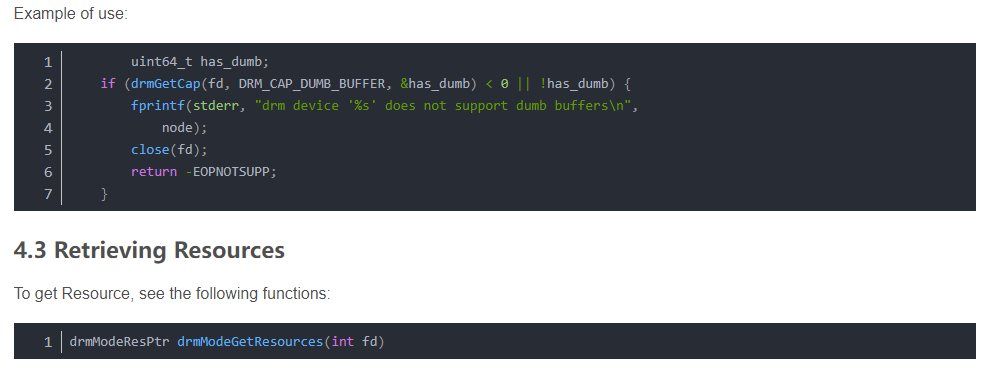 Example of use:
1 uint64_t has_dumb;
2 if (drmGetCap(fd, DRM_CAP_DUMB_BUFFER, &has_dumb) < 0 || !has_dumb) {
3 fprintf(stderr, "drm device '%s' does not support dumb buffers\n",
4 node);
5 close(fd);
6 return -EOPNOTSUPP;
7 }
4.3 Retrieving Resources
To get Resource, see the following functions:
1 drmModeResPtr drmModeGetResources(int fd)